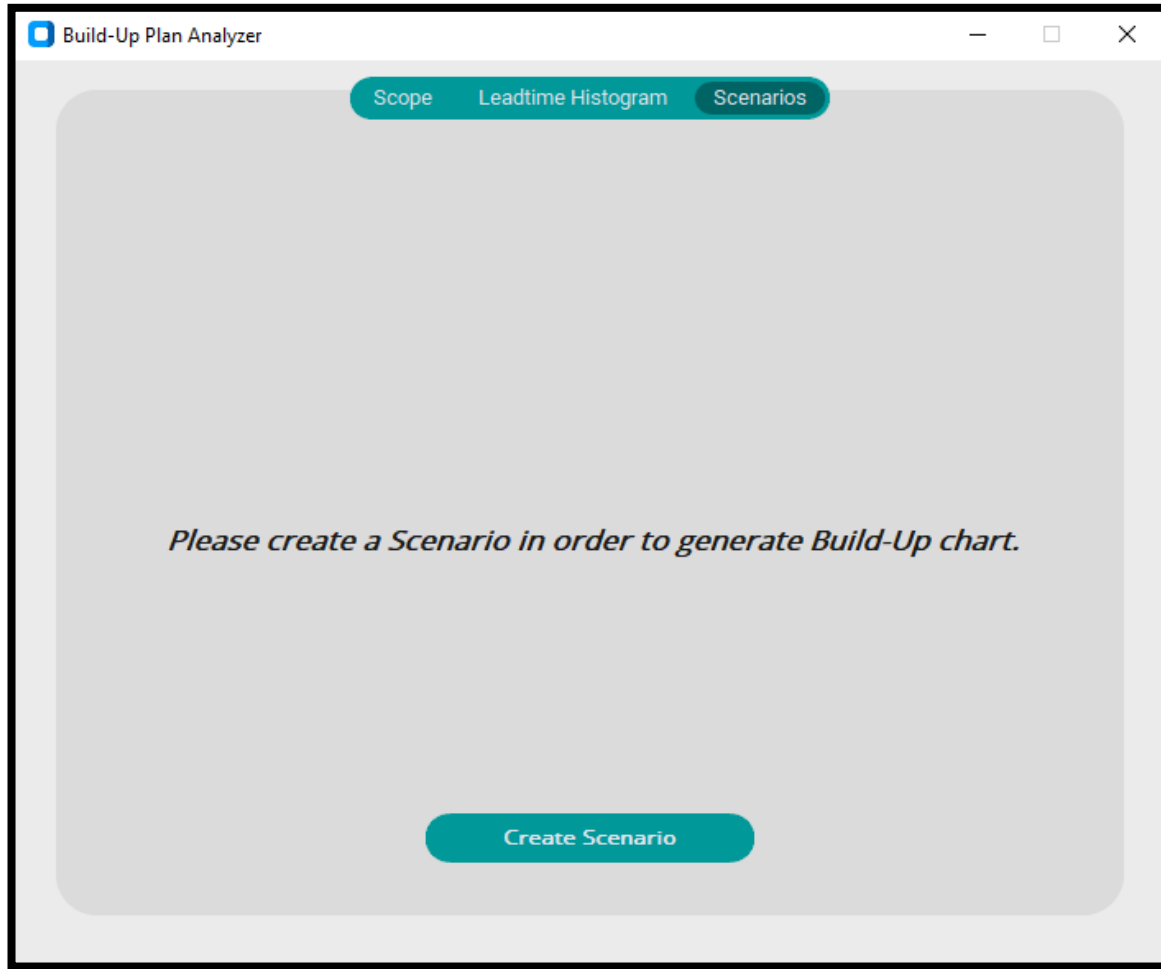 Build-Up Plan Analyzer
Scope Leadtime Histogram Scenarios
Please create a Scenario in order to generate Build-Up chart.
Create Scenario